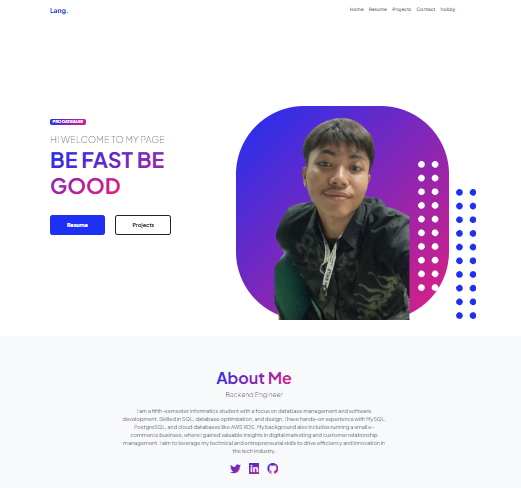 Lang.
Home Resume Projects Contact hobby
PRO DATABASE
HI WELCOME TO MY PAGE
BE FAST BE
GOOD
Resume
Projects
About Me
Backend Engineer
I am a fifth-semester informatics student with a focus on database management and software
development. Skilled in SQL, database optimization, and design, I have hands-on experience with MySQL,
PostgreSQL, and cloud databases like AWS RDS. My background also includes running a small e-
commerce business, where I gained valuable insights in digital marketing and customer relationship
management. I aim to leverage my technical and entrepreneurial skills to drive efficiency and innovation in
the tech industry.